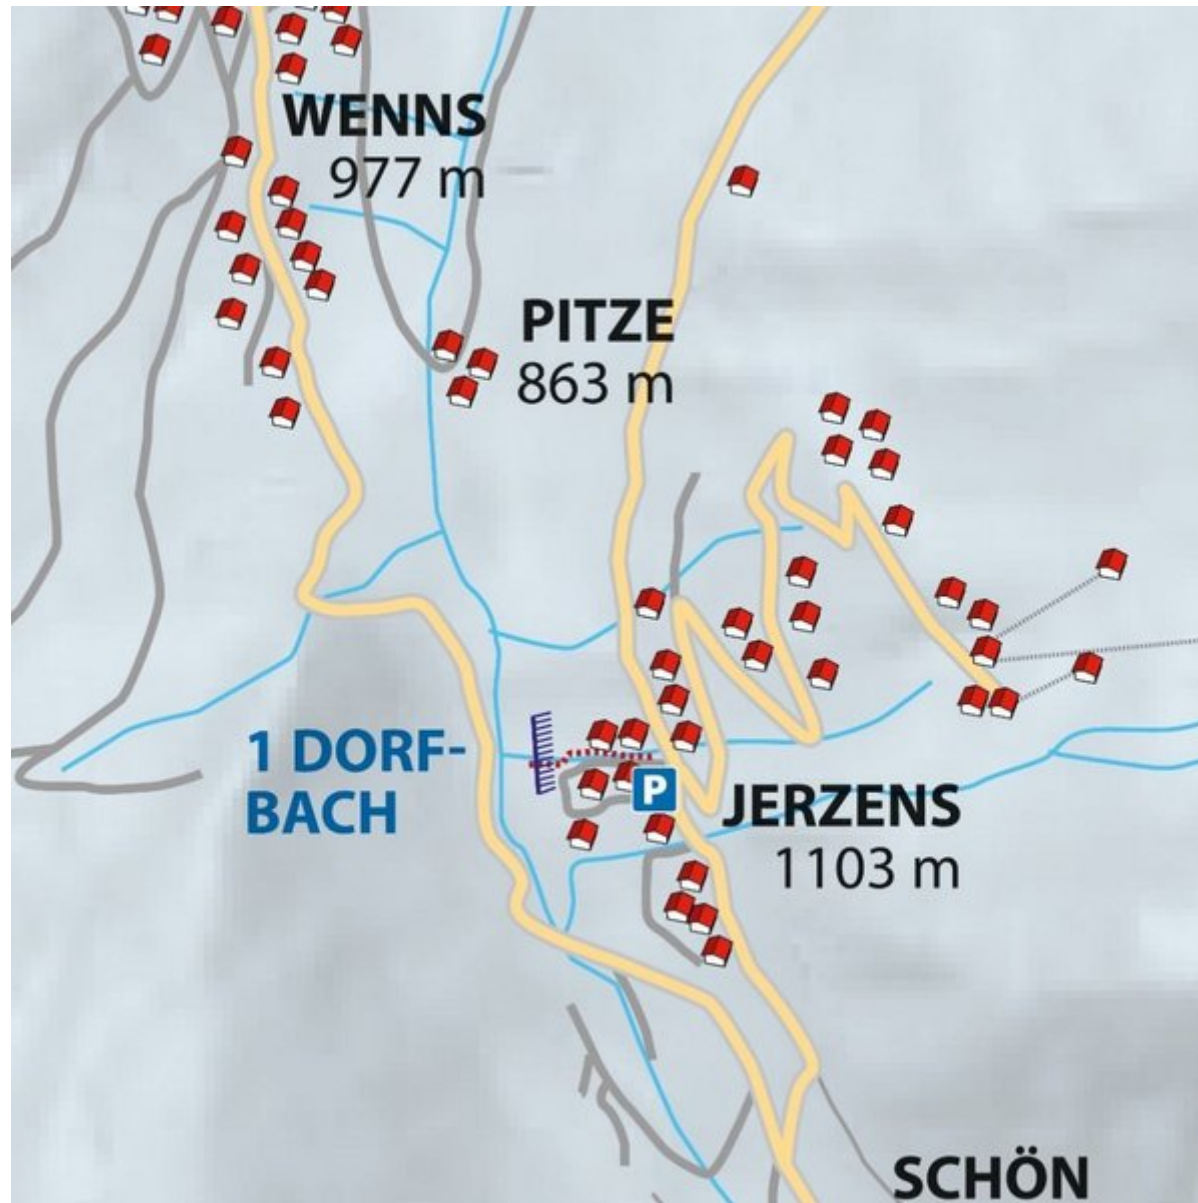 WENNS
977 m
PITZE
863 m
1 DORF-
BACH
P
JERZENS
1103 m
SCHÖN